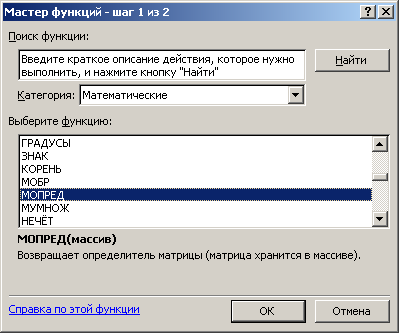 Мастер функций - шаг 1 из 2
Поиск функции:
Введите краткое описание действия, которое нужно
выполнить, и нажмите кнопку "Найти"
Найти
Категория: Математические
Выберите функцию:
ГРАДУСЫ
ЗНАК
КОРЕНЬ
МОБР
МОПРЕД
МУМНОЖ
НЕЧЁТ
МОПРЕД(массив)
Возвращает определитель матрицы (матрица хранится в массиве).
Справка по этой функции
ОК
Отмена